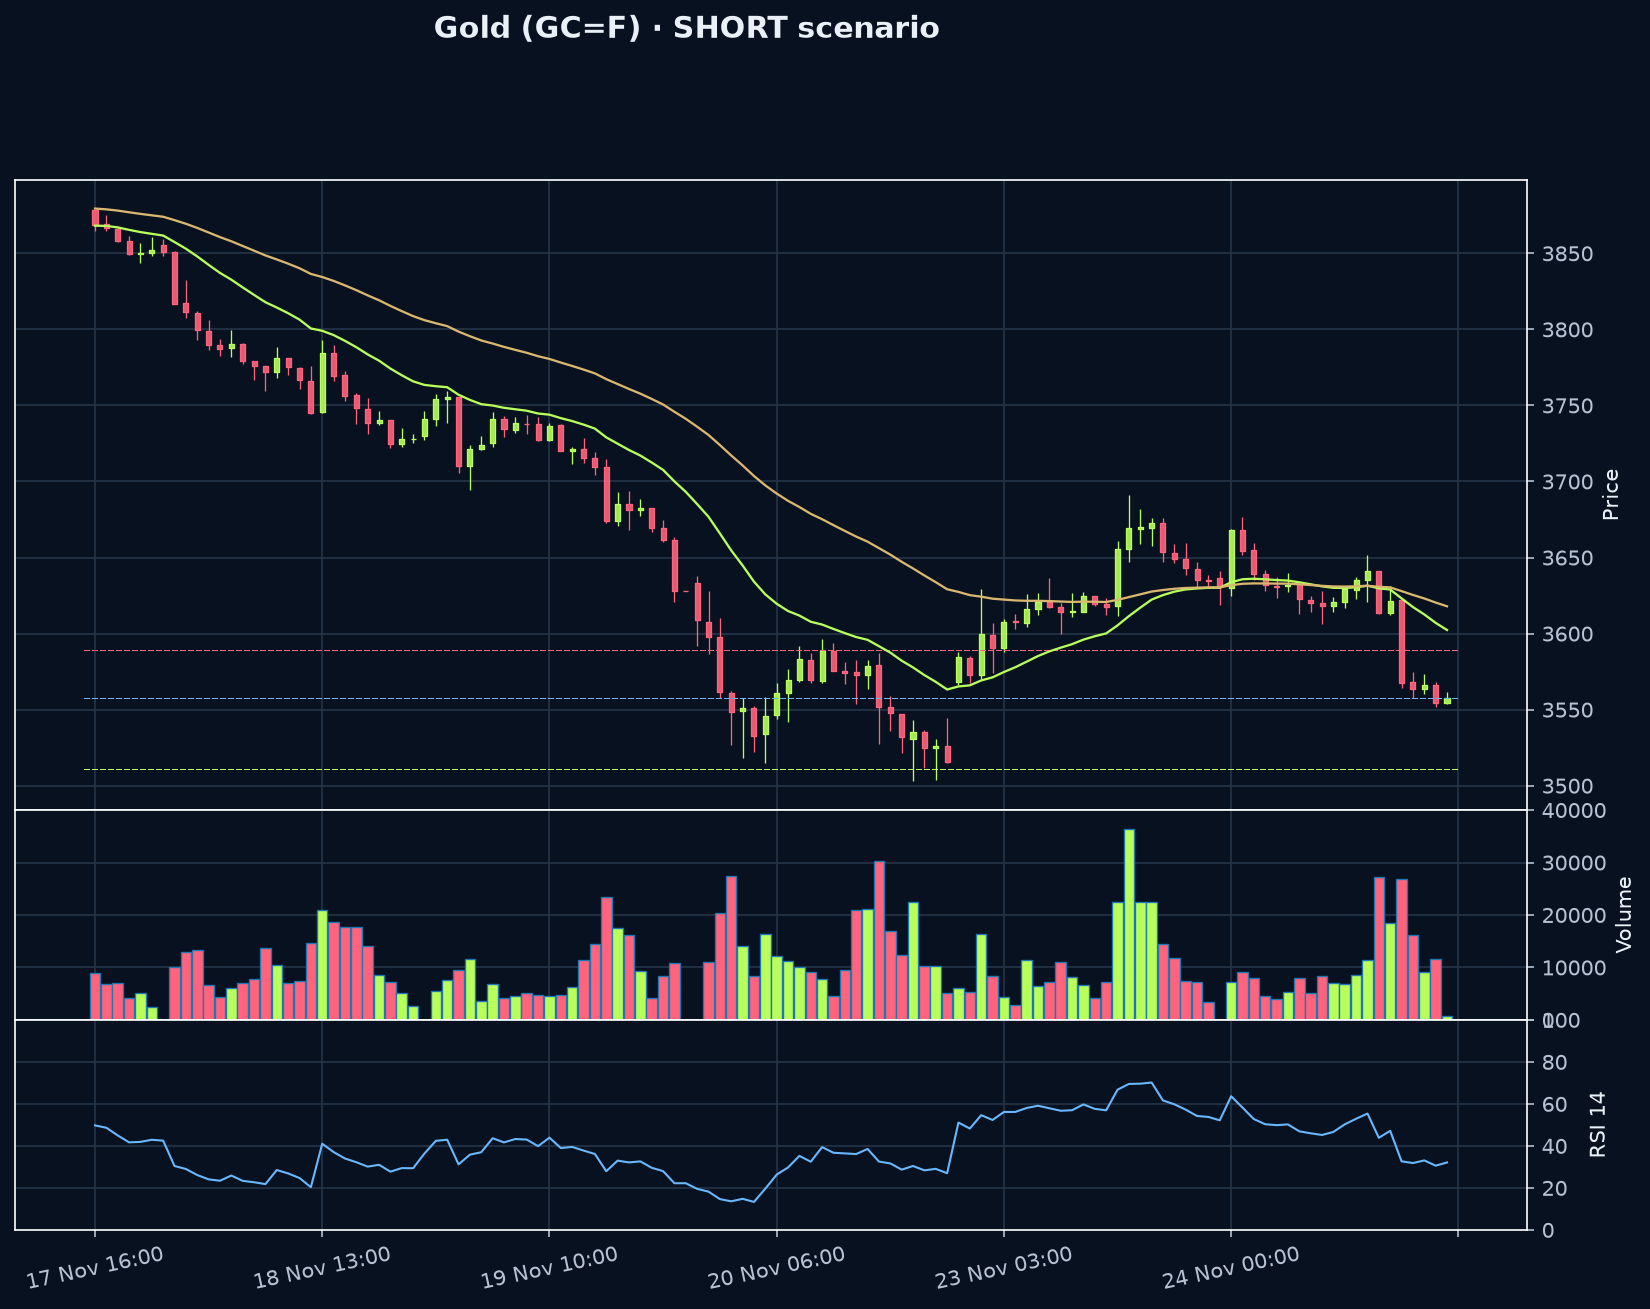 Gold (GC=F) · SHORT scenario
3850
3800
3750
3700
3650
3600
3550
3500
Price
40000
30000
20000
10000
0
Volume
100
80
60
40
20
0
RSI 14
17 Nov 16:00
18 Nov 13:00
19 Nov 10:00
20 Nov 06:00
23 Nov 03:00
24 Nov 00:00